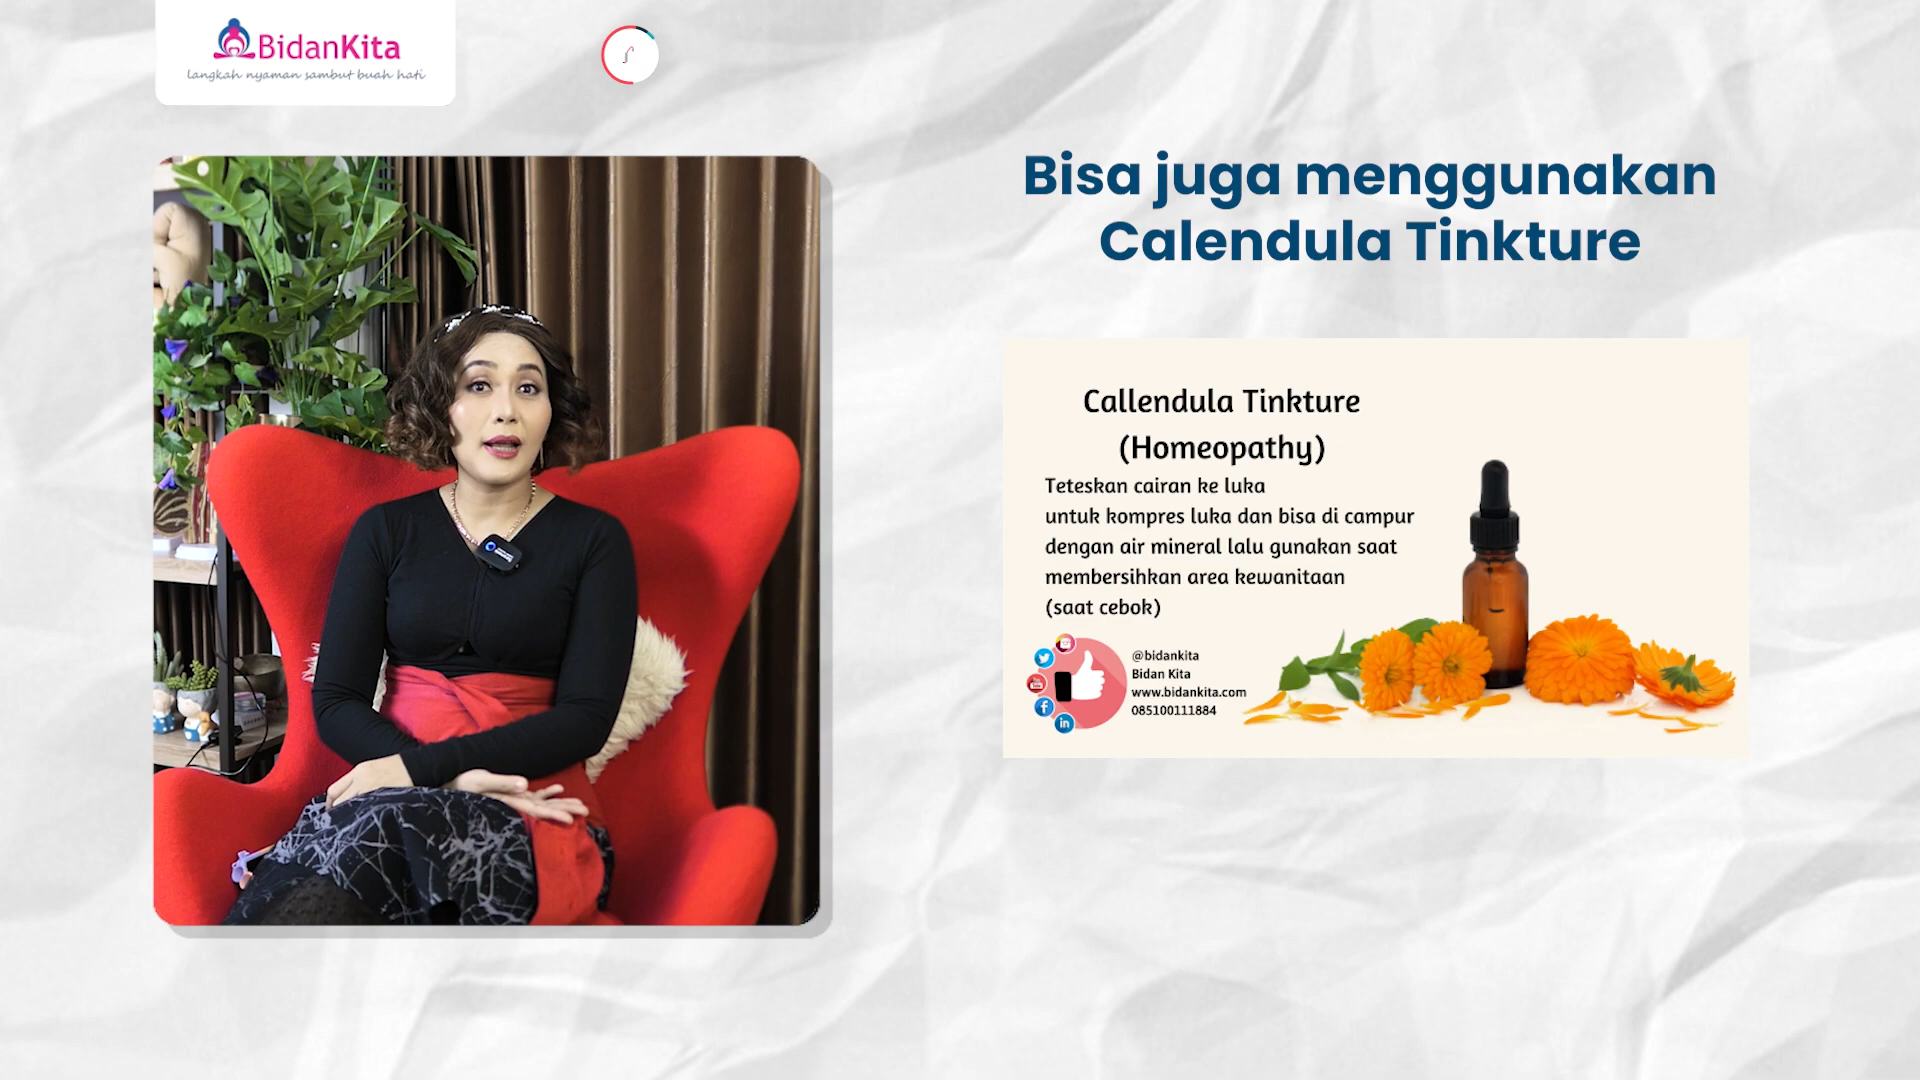 BidanKita
langkah nyaman sambut buah hati
Bisa juga menggunakan
Calendula Tinkture
Callendula Tinkture
(Homeopathy)
Teteskan cairan ke luka
untuk kompres luka dan bisa di campur
dengan air mineral lalu gunakan saat
membersihkan area kewanitaan
(saat cebok)
@bidankita
Bidan Kita
www.bidankita.com
085100111884